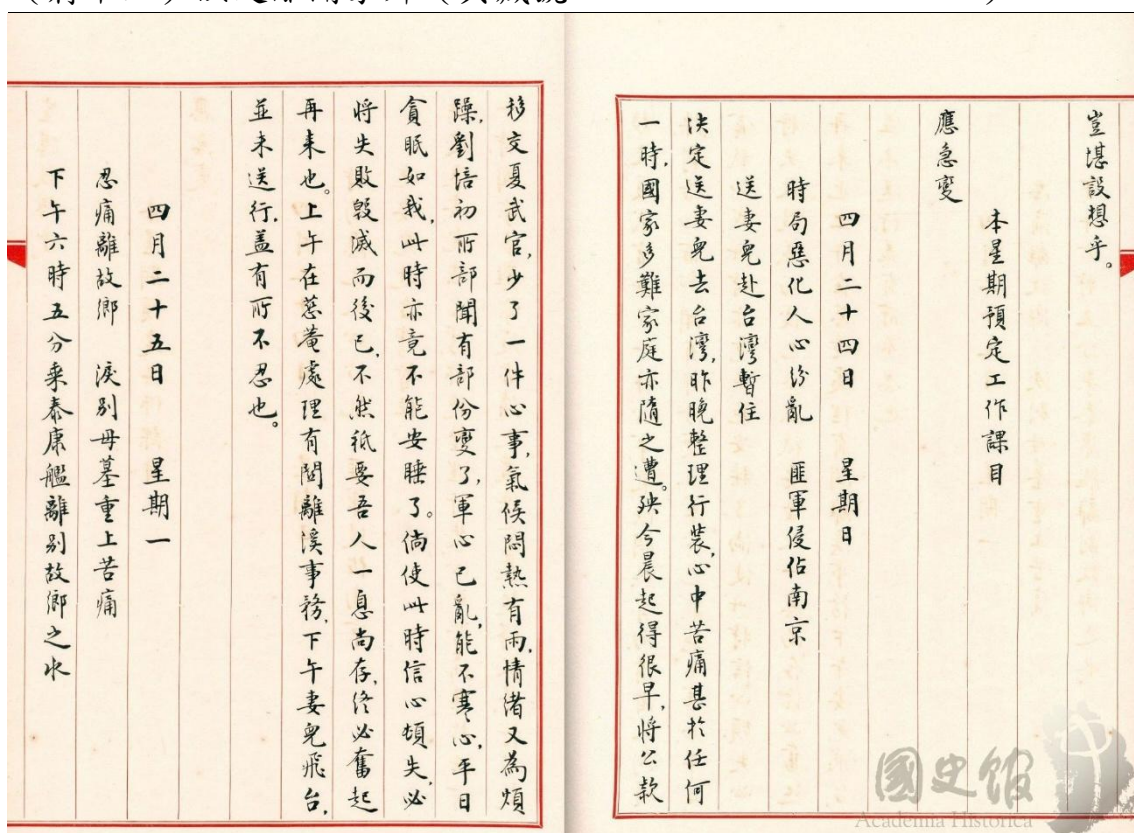 豈堪設想乎。
本星期預定工作課目
應急變
四月二十四日 星期日
時局惡化人心紛亂 匪軍侵佔南京
送妻兒赴台灣暫住
決定送妻兒去台灣,昨晚整理行裝,心中苦痛甚於任何
一時,國家多難家庭亦隨之遭。殃今晨起得很早,將公款
移交夏武官,少了一件心事,氣候悶熱有雨,情緒又為煩
躁,劉培初所部聞有部份變了,軍心已亂,能不寒心,平日
貪眠如我,此時亦竟不能安睡了。倘使此時信心頓失,必
將失敗毀滅而後已,不然祇要吾人一息尚存,終必奮起
再來也。上午在慈菴處理有關離溪事務,下午妻兒飛台,
並未送行,蓋有所不忍也。
四月二十五日 星期一
忍痛離故鄉 淚別母墓重上苦痛
下午六時五分乘泰康艦離別故鄉之水
國史館
Academia Historica